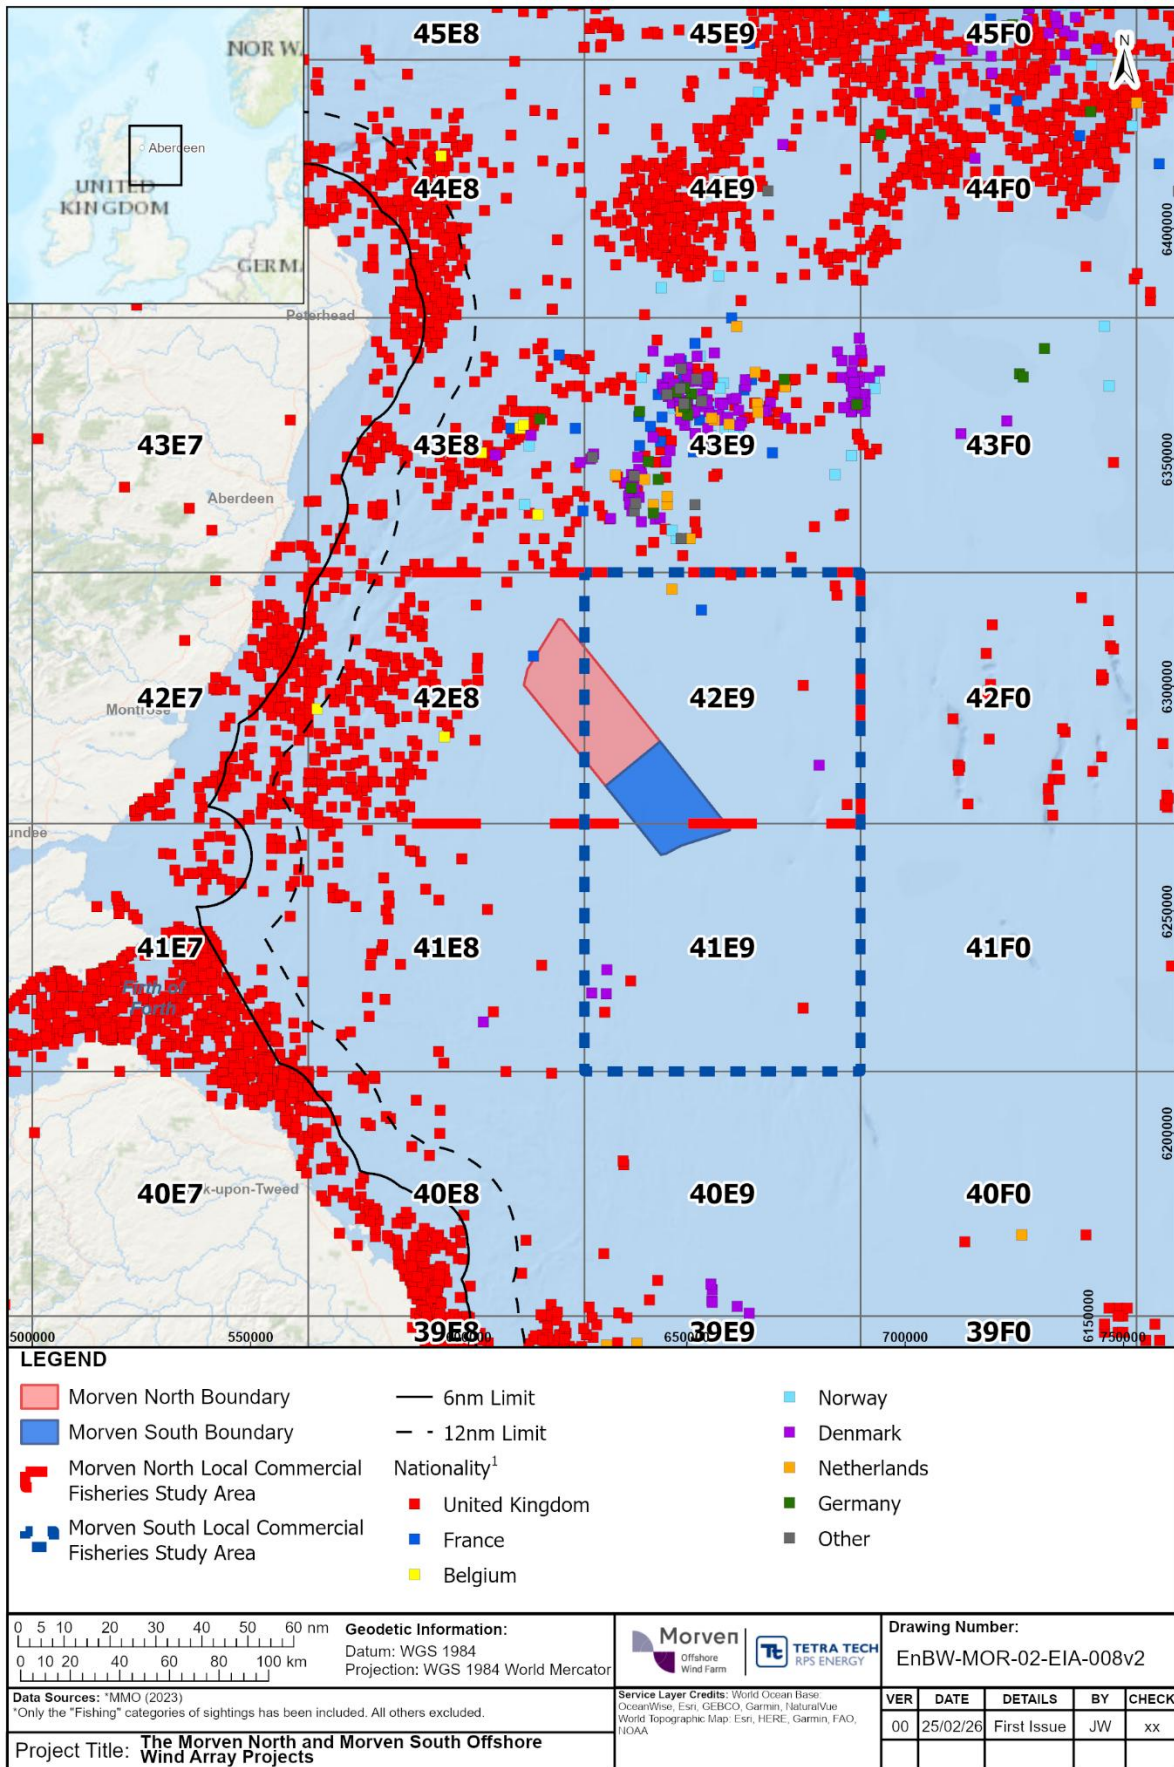 NOR W.
Aberdeen
UNITED
KINGDOM
GERM
45E8
45E9
45F0
N
44E8
44E9
44F0
6400000
Peterhead
43E7
43E8
43E9
43F0
6350000
Aberdeen
42E7
42E8
42E9
42F0
6300000
Montrose
undee
41E7
41E8
41E9
41F0
6250000
Firth of
Forth
6200000
40E7
k-upon-Tweed
40E8
40E9
40F0
6150000
39E8
39E9
39F0
500000
550000
600000
650000
700000
750000
LEGEND
Morven North Boundary
Morven South Boundary
Morven North Local Commercial
Fisheries Study Area
Morven South Local Commercial
Fisheries Study Area
6nm Limit
12nm Limit
Nationality¹
United Kingdom
France
Belgium
Norway
Denmark
Netherlands
Germany
Other
0 5 10 20 30 40 50 60 nm
0 10 20 40 60 80 100 km
Geodetic Information:
Datum: WGS 1984
Projection: WGS 1984 World Mercator
Morven
Offshore
Wind Farm
Tt
TETRA TECH
RPS ENERGY
Drawing Number:
EnBW-MOR-02-EIA-008v2
Data Sources: *MMO (2023)
*Only the "Fishing" categories of sightings has been included. All others excluded.
Service Layer Credits: World Ocean Base:
OceanWise, Esri, GEBCO, Garmin, NaturalVue
World Topographic Map: Esri, HERE, Garmin, FAO,
NOAA
VER DATE DETAILS BY CHECK
00 25/02/26 First Issue JW xx
Project Title: The Morven North and Morven South Offshore
Wind Array Projects